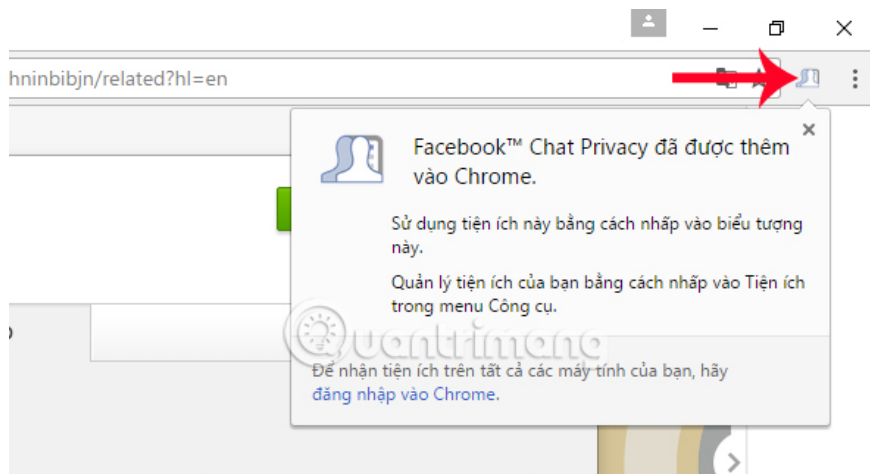 hninbibjn/related?hl=en
Facebook™ Chat Privacy đã được thêm
vào Chrome.
Sử dụng tiện ích này bằng cách nhấp vào biểu tượng
này.
Quản lý tiện ích của bạn bằng cách nhấp vào Tiện ích
trong menu Công cụ.
Quantrimang
Để nhận tiện ích trên tất cả các máy tính của bạn, hãy
đăng nhập vào Chrome.